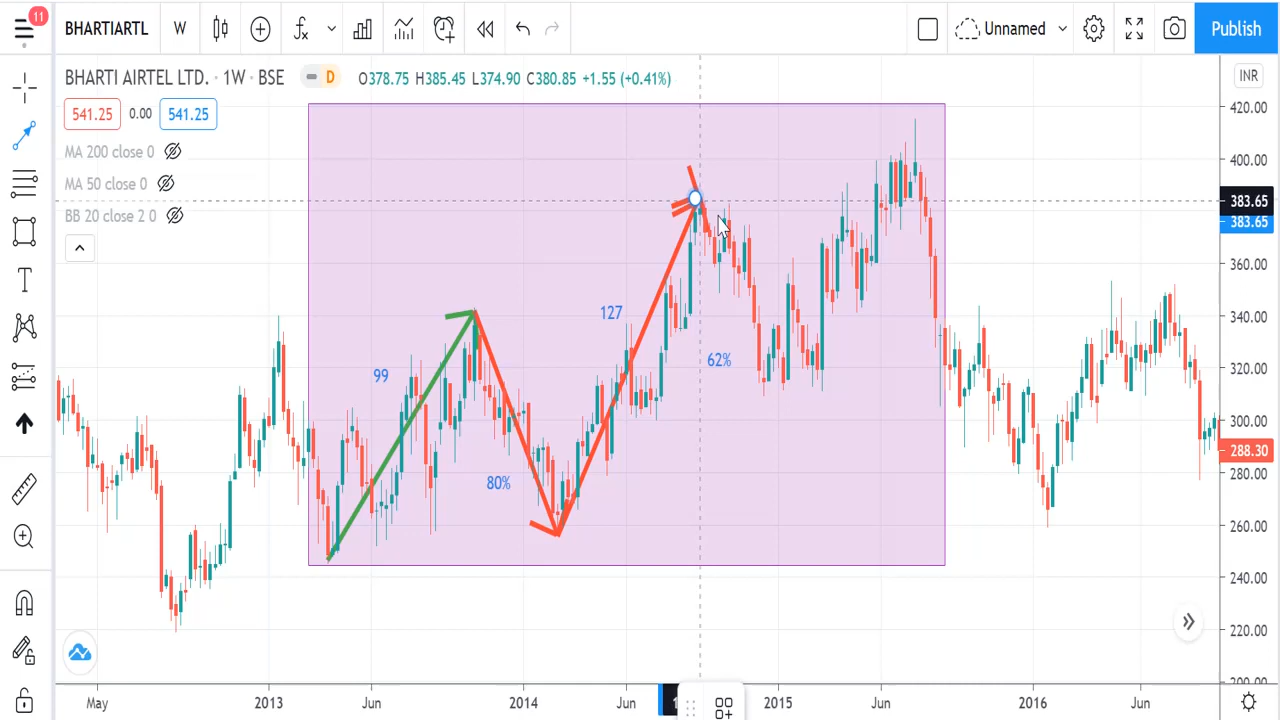 11
BHARTIARTL W Unnamed Publish
BHARTI AIRTEL LTD. · 1W · BSE D O378.75 H385.45 L374.90 C380.85 +1.55 (+0.41%) INR
541.25 0.00 541.25
MA 200 close 0
MA 50 close 0
BB 20 close 2 0
99
80%
127
62%
420.00
400.00
383.65
383.65
360.00
340.00
320.00
300.00
288.30
280.00
260.00
240.00
220.00
200.00
May 2013 Jun 2014 Jun 2015 Jun 2016 Jun